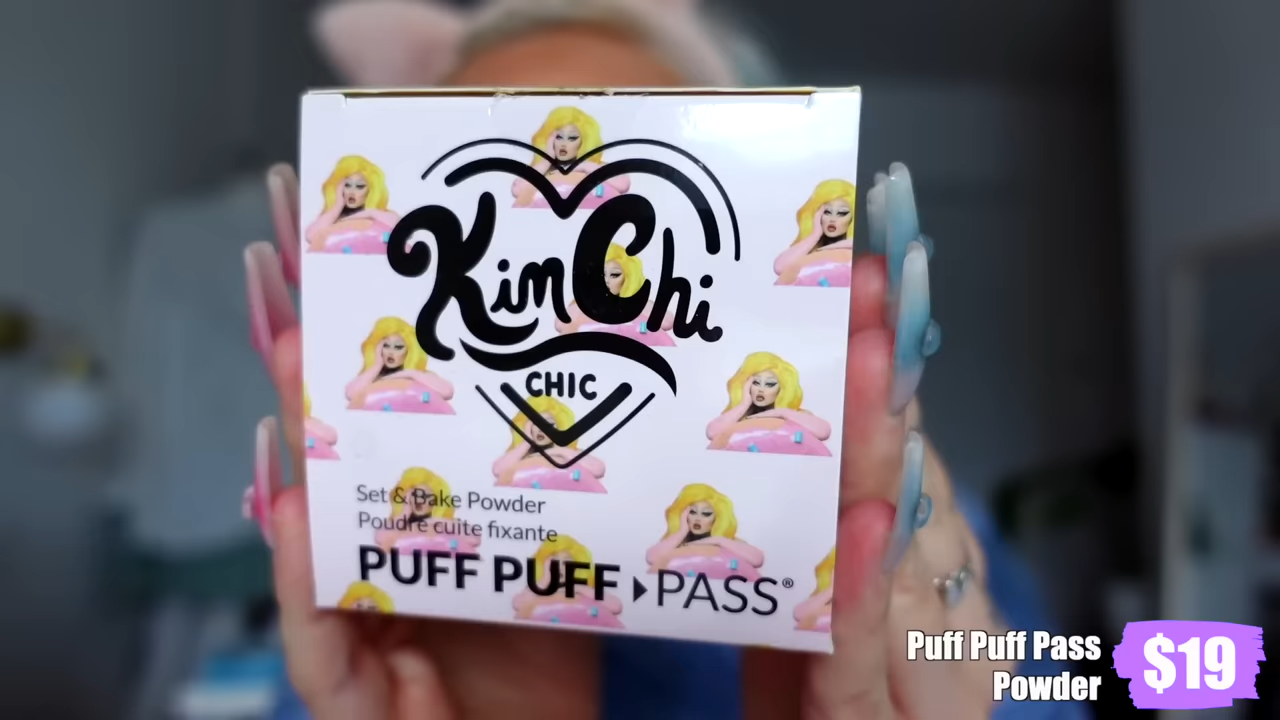 KimChi
CHIC
Set & Bake Powder
Poudre cuite fixante
PUFF PUFF PASS®
Puff Puff Pass
Powder
$19